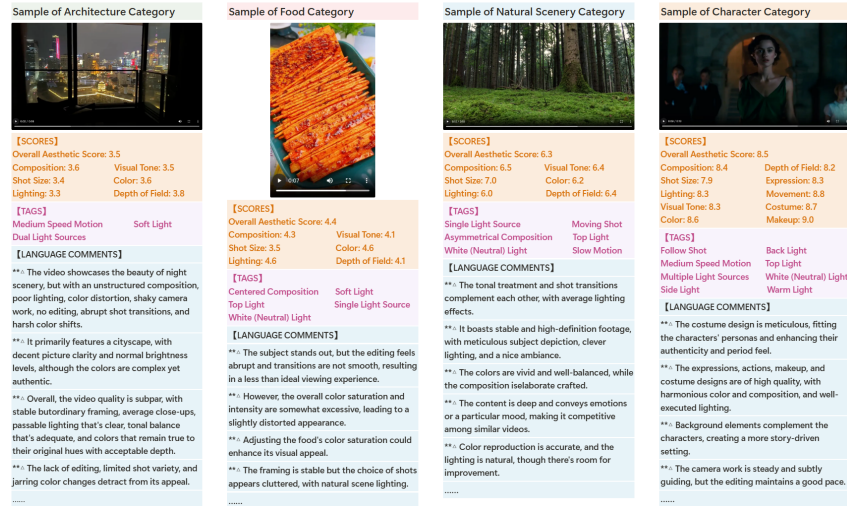 Sample of Architecture Category
【SCORES】
Overall Aesthetic Score: 3.5
Composition: 3.6 Visual Tone: 3.5
Shot Size: 3.4 Color: 3.6
Lighting: 3.3 Depth of Field: 3.8
【TAGS】
Medium Speed Motion Soft Light
Dual Light Sources
【LANGUAGE COMMENTS】
**▵ The video showcases the beauty of night
scenery, but with an unstructured composition,
poor lighting, color distortion, shaky camera
work, no editing, abrupt shot transitions, and
harsh color shifts.
**▵ It primarily features a cityscape, with
decent picture clarity and normal brightness
levels, although the colors are complex yet
authentic.
**▵ Overall, the video quality is subpar, with
stable butordinary framing, average close-ups,
passable lighting that's clear, tonal balance
that's adequate, and colors that remain true to
their original hues with acceptable depth.
**▵ The lack of editing, limited shot variety, and
jarring color changes detract from its appeal.
......
Sample of Food Category
0:07
【SCORES】
Overall Aesthetic Score: 4.4
Composition: 4.3 Visual Tone: 4.1
Shot Size: 3.5 Color: 4.6
Lighting: 4.6 Depth of Field: 4.1
【TAGS】
Centered Composition Soft Light
Top Light Single Light Source
White (Neutral) Light
【LANGUAGE COMMENTS】
**▵ The subject stands out, but the editing feels
abrupt and transitions are not smooth, resulting
in a less than ideal viewing experience.
**▵ However, the overall color saturation and
intensity are somewhat excessive, leading to a
slightly distorted appearance.
**▵ Adjusting the food's color saturation could
enhance its visual appeal.
**▵ The framing is stable but the choice of shots
appears cluttered, with natural scene lighting.
......
Sample of Natural Scenery Category
【SCORES】
Overall Aesthetic Score: 6.3
Composition: 6.5 Visual Tone: 6.4
Shot Size: 7.0 Color: 6.2
Lighting: 6.0 Depth of Field: 6.4
【TAGS】
Single Light Source Moving Shot
Asymmetrical Composition Top Light
White (Neutral) Light Slow Motion
【LANGUAGE COMMENTS】
**▵ The tonal treatment and shot transitions
complement each other, with average lighting
effects.
**▵ It boasts stable and high-definition footage,
with meticulous subject depiction, clever
lighting, and a nice ambiance.
**▵ The colors are vivid and well-balanced, while
the composition iselaborate crafted.
**▵ The content is deep and conveys emotions
or a particular mood, making it competitive
among similar videos.
**▵ Color reproduction is accurate, and the
lighting is natural, though there's room for
improvement.
......
Sample of Character Category
【SCORES】
Overall Aesthetic Score: 8.5
Composition: 8.4 Depth of Field: 8.2
Shot Size: 7.9 Expression: 8.3
Lighting: 8.3 Movement: 8.8
Visual Tone: 8.3 Costume: 8.7
Color: 8.6 Makeup: 9.0
【TAGS】
Follow Shot Back Light
Medium Speed Motion Top Light
Multiple Light Sources White (Neutral) Light
Side Light Warm Light
【LANGUAGE COMMENTS】
**▵ The costume design is meticulous, fitting
the characters' personas and enhancing their
authenticity and period feel.
**▵ The expressions, actions, makeup, and
costume designs are of high quality, with
harmonious color and composition, and well-
executed lighting.
**▵ Background elements complement the
characters, creating a more story-driven
setting.
**▵ The camera work is steady and subtly
guiding, but the editing maintains a good pace.
......